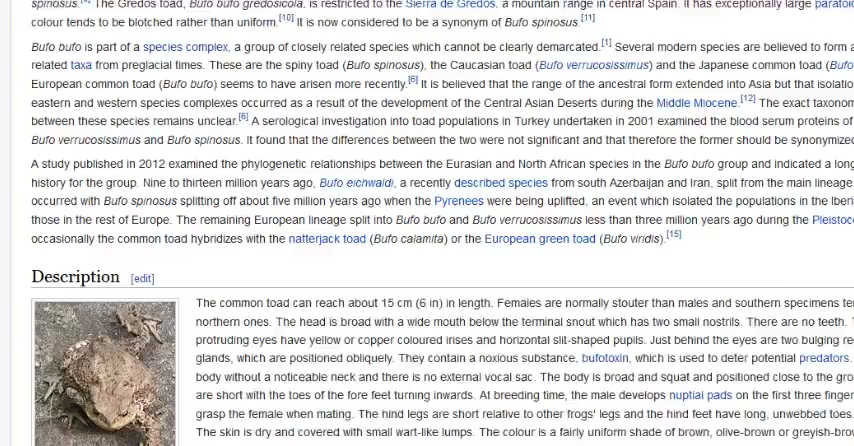 spinosus.[9] The Gredos toad, Bufo bufo gredosicola, is restricted to the Sierra de Gredos, a mountain range in central Spain. It has exceptionally large
colour tends to be blotched rather than uniform.[10] It is now considered to be a synonym of Bufo spinosus.[11]
Bufo bufo is part of a species complex, a group of closely related species which cannot be clearly demarcated.[1] Several modern species are believed to form a
related taxa from preglacial times. These are the spiny toad (Bufo spinosus), the Caucasian toad (Bufo verrucosissimus) and the Japanese common toad (Bufo
European common toad (Bufo bufo) seems to have arisen more recently.[6] It is believed that the range of the ancestral form extended into Asia but that isolatio
eastern and western species complexes occurred as a result of the development of the Central Asian Deserts during the Middle Miocene.[12] The exact taxonom
between these species remains unclear.[6] A serological investigation into toad populations in Turkey undertaken in 2001 examined the blood serum proteins of
Bufo verrucosissimus and Bufo spinosus. It found that the differences between the two were not significant and that therefore the former should be synonymize
A study published in 2012 examined the phylogenetic relationships between the Eurasian and North African species in the Bufo bufo group and indicated a long
history for the group. Nine to thirteen million years ago, Bufo eichwaldi, a recently described species from south Azerbaijan and Iran, split from the main lineage.
occurred with Bufo spinosus splitting off about five million years ago when the Pyrenees were being uplifted, an event which isolated the populations in the Iberi
those in the rest of Europe. The remaining European lineage split into Bufo bufo and Bufo verrucosissimus less than three million years ago during the Pleistoc
occasionally the common toad hybridizes with the natterjack toad (Bufo calamita) or the European green toad (Bufo viridis).[15]
Description [edit]
The common toad can reach about 15 cm (6 in) in length. Females are normally stouter than males and southern specimens te
northern ones. The head is broad with a wide mouth below the terminal snout which has two small nostrils. There are no teeth.
protruding eyes have yellow or copper coloured irises and horizontal slit-shaped pupils. Just behind the eyes are two bulging re
glands, which are positioned obliquely. They contain a noxious substance, bufotoxin, which is used to deter potential predators.
body without a noticeable neck and there is no external vocal sac. The body is broad and squat and positioned close to the gro
are short with the toes of the fore feet turning inwards. At breeding time, the male develops nuptial pads on the first three finger
grasp the female when mating. The hind legs are short relative to other frogs' legs and the hind feet have long, unwebbed toes.
The skin is dry and covered with small wart-like lumps. The colour is a fairly uniform shade of brown, olive-brown or greyish-brow